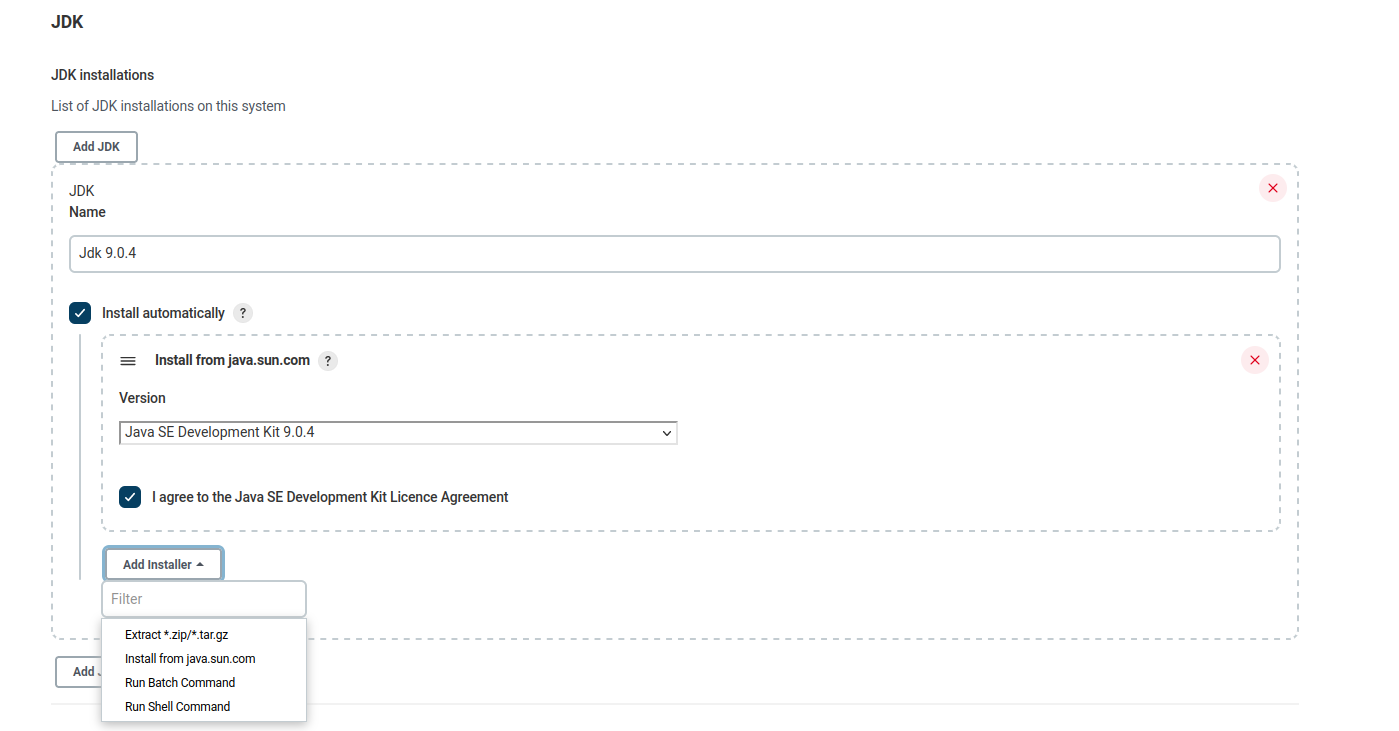 JDK
JDK installations
List of JDK installations on this system
Add JDK
JDK
Name
Jdk 9.0.4
Install automatically ?
Install from java.sun.com ?
Version
Java SE Development Kit 9.0.4
I agree to the Java SE Development Kit Licence Agreement
Add Installer
Filter
Extract *.zip/*.tar.gz
Install from java.sun.com
Add
Run Batch Command
Run Shell Command